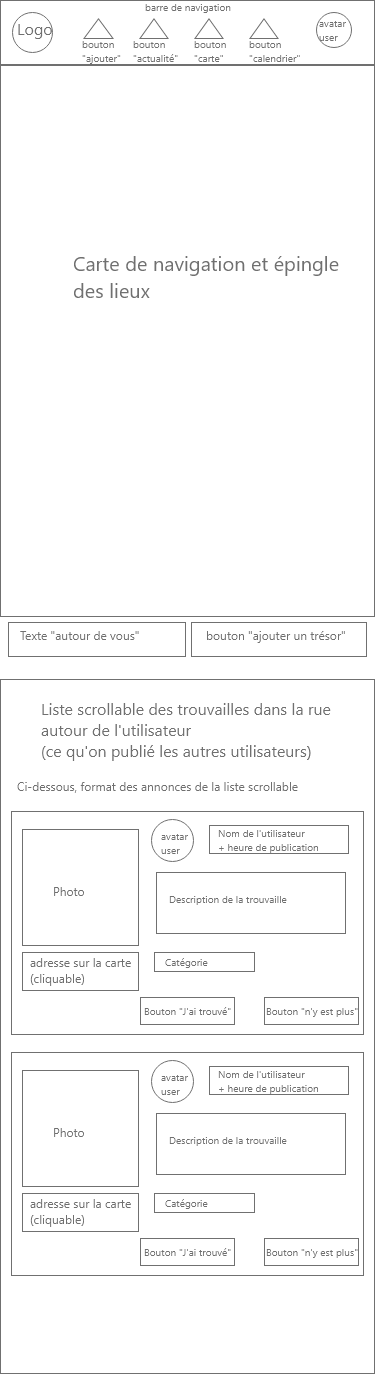 barre de navigation
Logo
bouton
"ajouter"
bouton
"actualité"
bouton
"carte"
bouton
"calendrier"
avatar
user
Carte de navigation et épingle
des lieux
Texte "autour de vous"
bouton "ajouter un trésor"
Liste scrollable des trouvailles dans la rue
autour de l'utilisateur
(ce qu'on publié les autres utilisateurs)
Ci-dessous, format des annonces de la liste scrollable
Photo
avatar
user
Nom de l'utilisateur
+ heure de publication
Description de la trouvaille
adresse sur la carte
(cliquable)
Catégorie
Bouton "J'ai trouvé"
Bouton "n'y est plus"
Photo
avatar
user
Nom de l'utilisateur
+ heure de publication
Description de la trouvaille
adresse sur la carte
(cliquable)
Catégorie
Bouton "J'ai trouvé"
Bouton "n'y est plus"